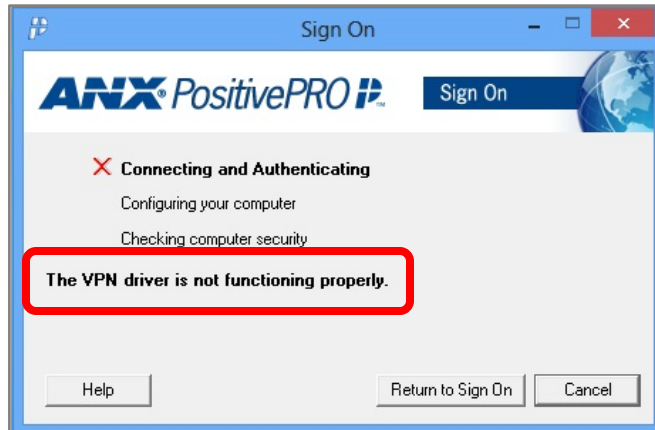 Sign On
ANX® PositivePRO Sign On
Connecting and Authenticating
Configuring your computer
Checking computer security
The VPN driver is not functioning properly.
Help Return to Sign On Cancel